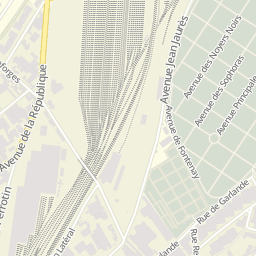 Avenue de la République
Avenue Jean Jaurès
Avenue des Noyers Noirs
Avenue des Sophoras
Avenue Principale
Avenue de Fontenay
Rue de Garlande